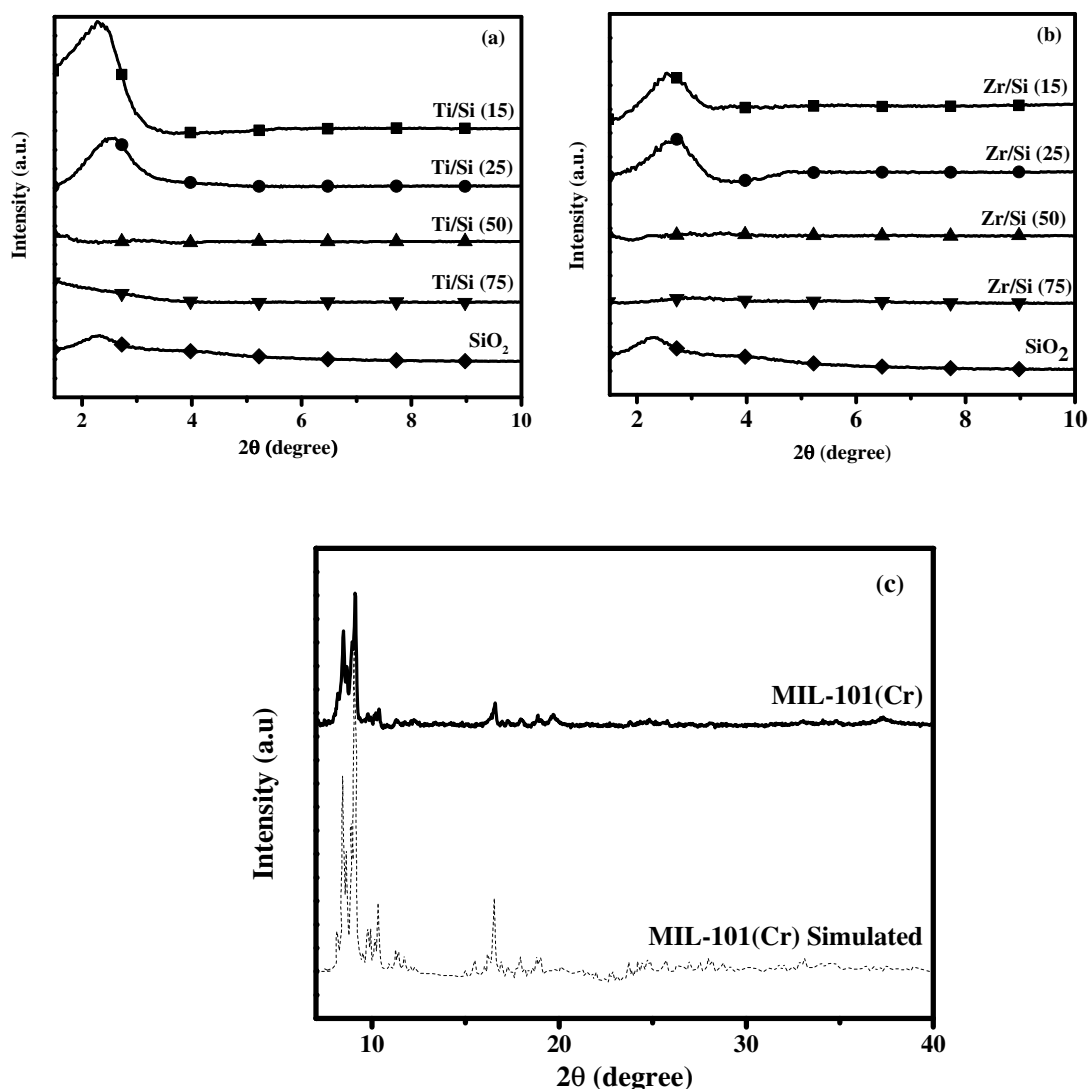 (a)
Ti/Si (15)
Ti/Si (25)
Ti/Si (50)
Ti/Si (75)
SiO2
Intensity (a.u.)
2 4 6 8 10
2θ (degree)
(b)
Zr/Si (15)
Zr/Si (25)
Zr/Si (50)
Zr/Si (75)
SiO2
Intensity (a.u.)
2 4 6 8 10
2θ (degree)
(c)
MIL-101(Cr)
MIL-101(Cr) Simulated
Intensity (a.u)
10 20 30 40
2θ (degree)